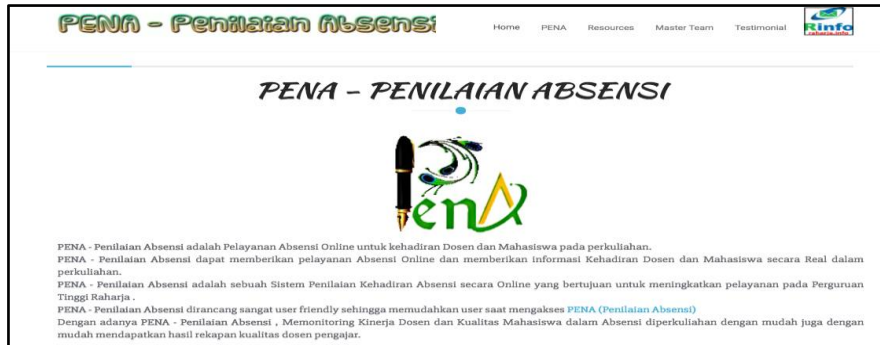 PENA - Penilaian Absensi
Home PENA Resources Master Team Testimonial
Rinfo
raharja.info
PENA – PENILAIAN ABSENSI
PenA
PENA - Penilaian Absensi adalah Pelayanan Absensi Online untuk kehadiran Dosen dan Mahasiswa pada perkuliahan.
PENA - Penilaian Absensi dapat memberikan pelayanan Absensi Online dan memberikan informasi Kehadiran Dosen dan Mahasiswa secara Real dalam
perkuliahan.
PENA - Penilaian Absensi adalah sebuah Sistem Penilaian Kehadiran Absensi secara Online yang bertujuan untuk meningkatkan pelayanan pada Perguruan
Tinggi Raharja .
PENA - Penilaian Absensi dirancang sangat user friendly sehingga memudahkan user saat mengakses PENA (Penilaian Absensi)
Dengan adanya PENA - Penilaian Absensi , Memonitoring Kinerja Dosen dan Kualitas Mahasiswa dalam Absensi diperkuliahan dengan mudah juga dengan
mudah mendapatkan hasil rekapan kualitas dosen pengajar.